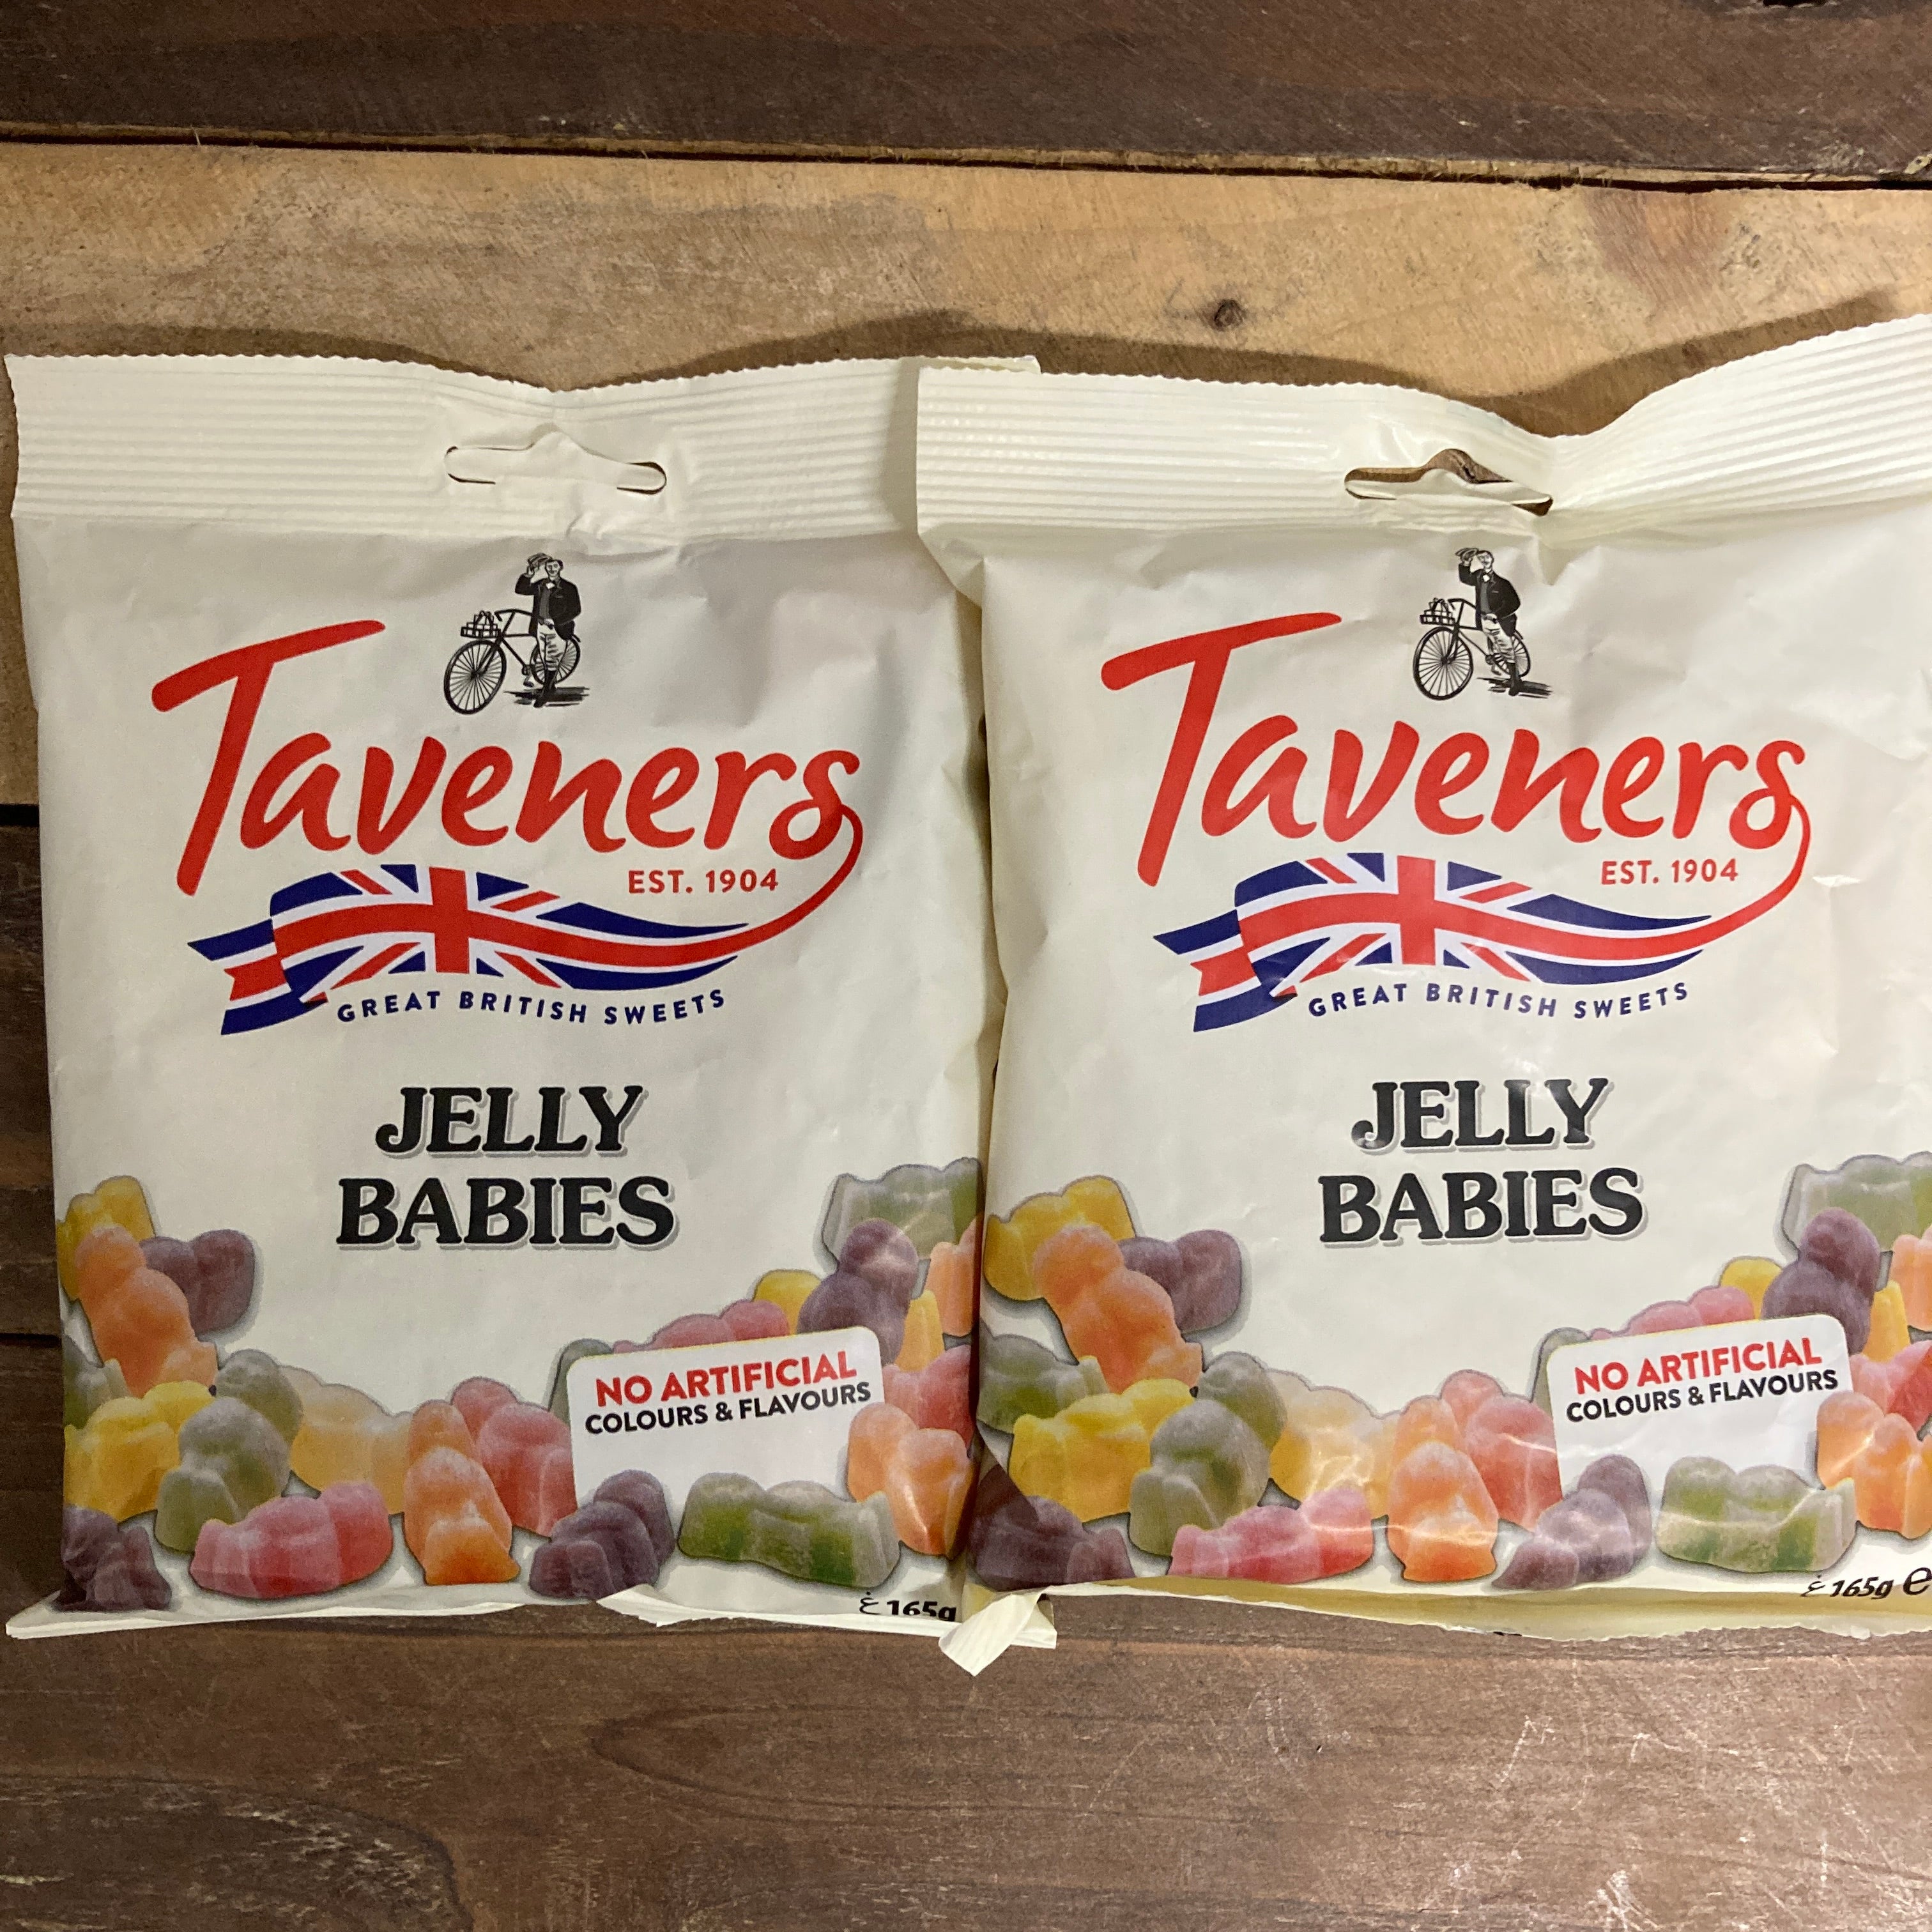 Taveners
EST. 1904
GREAT BRITISH SWEETS
JELLY
BABIES
NO ARTIFICIAL
COLOURS & FLAVOURS
غ 165g
Taveners
EST. 1904
GREAT BRITISH SWEETS
JELLY
BABIES
NO ARTIFICIAL
COLOURS & FLAVOURS
غ 165g e